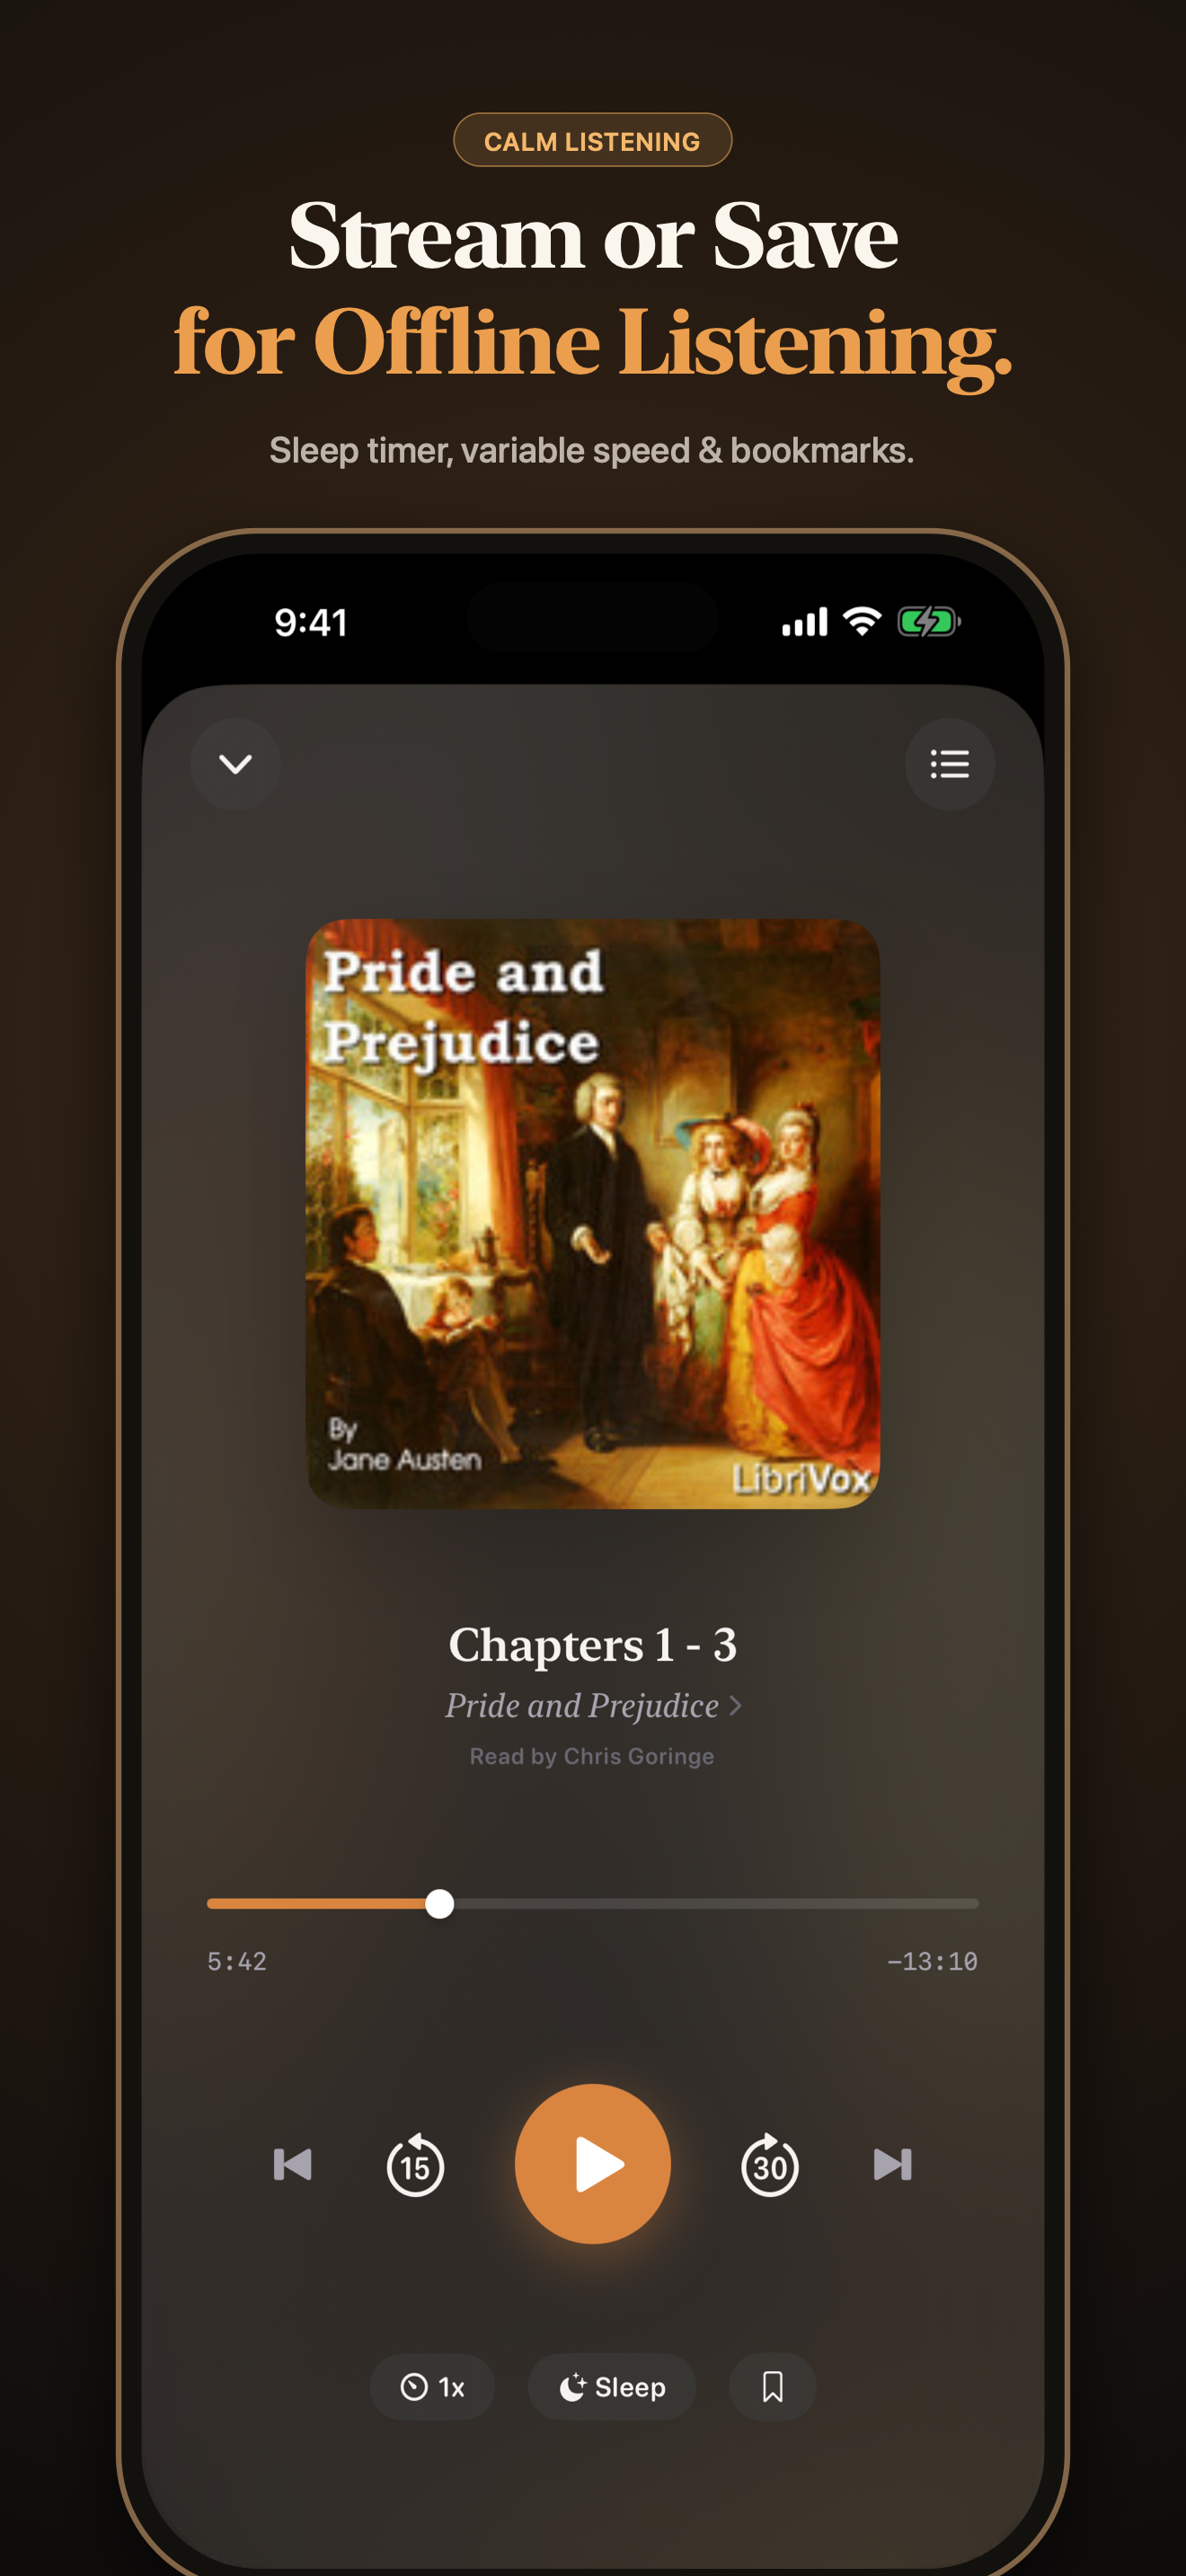 CALM LISTENING
Stream or Save
for Offline Listening.
Sleep timer, variable speed & bookmarks.
9:41
Pride and
Prejudice
By
Jane Austen
LibriVox
Chapters 1 - 3
Pride and Prejudice
Read by Chris Goringe
5:42
−13:10
15
30
1x
Sleep